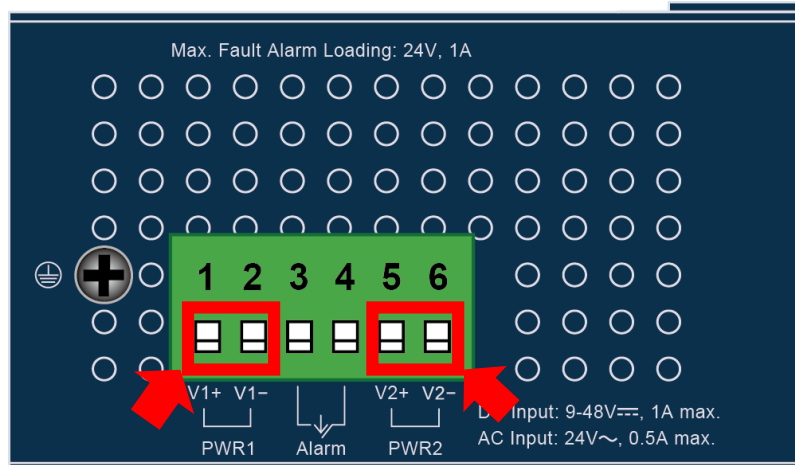 Max. Fault Alarm Loading: 24V, 1A
1 2 3 4 5 6
V1+ V1− V2+ V2−
PWR1 Alarm PWR2
Input: 9-48V⎓, 1A max.
AC Input: 24V∼, 0.5A max.